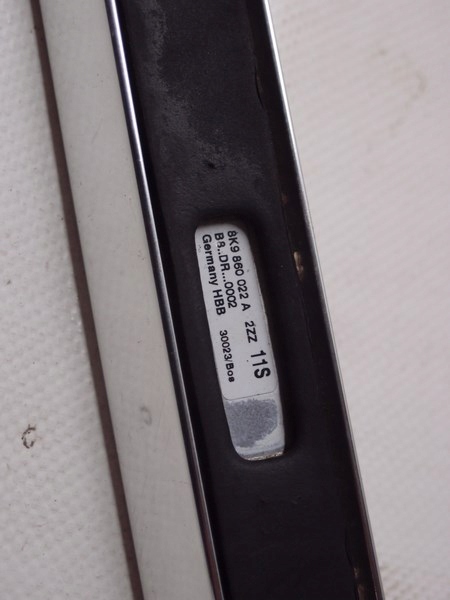 8K9 860 022 A 2ZZ 11S
B8..DR...0002
Germany HBB 30023/Bos